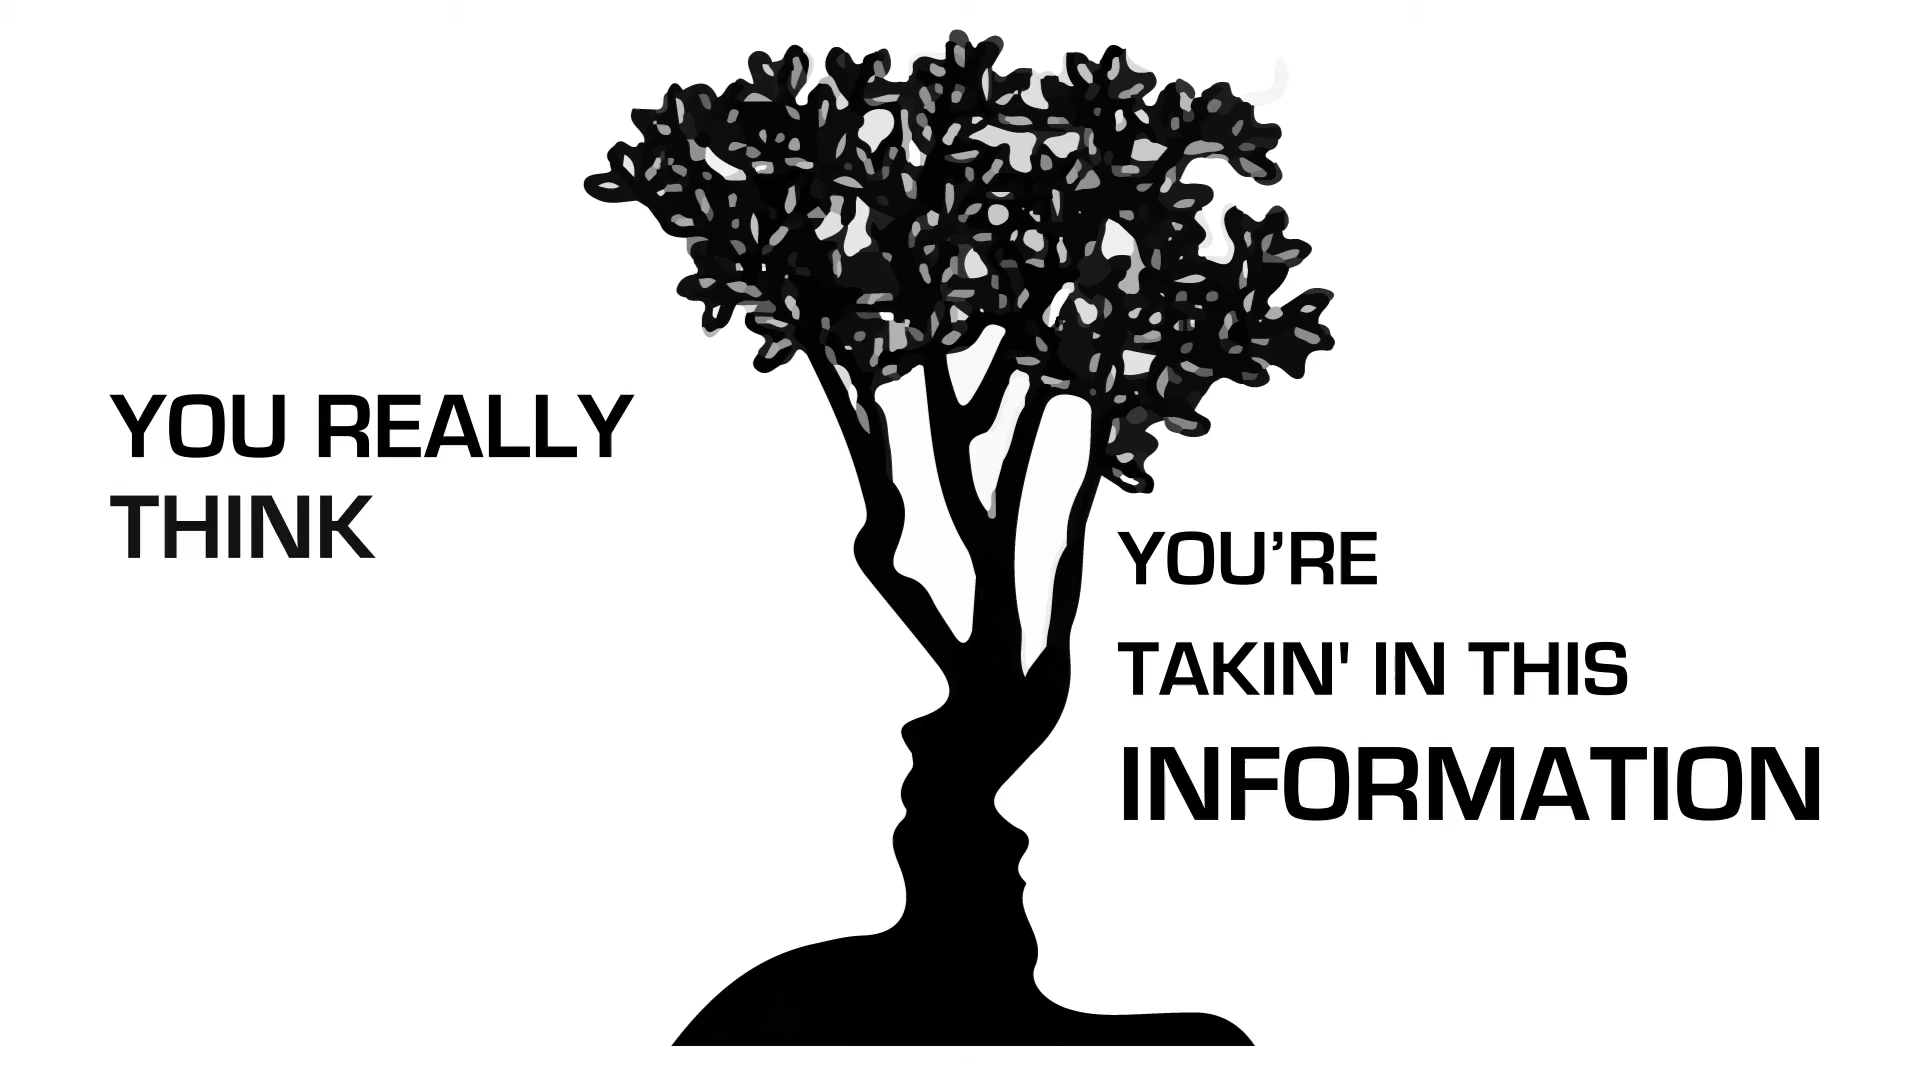 YOU REALLY
THINK
YOU’RE
TAKIN' IN THIS
INFORMATION